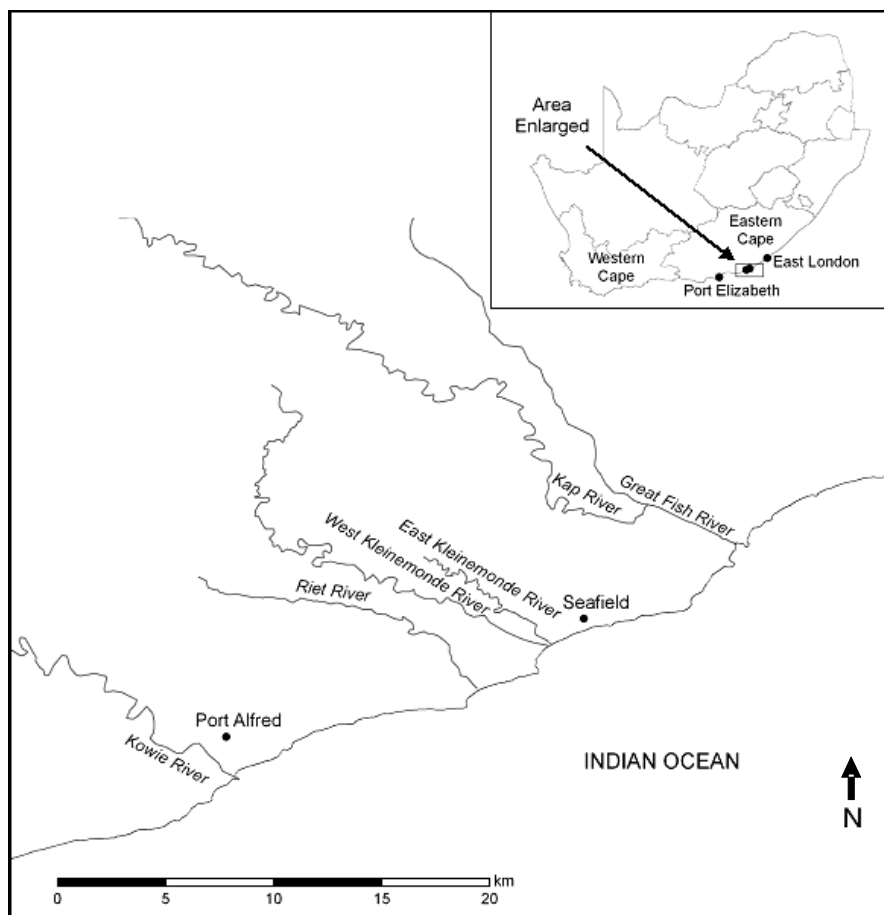 Area
Enlarged
Eastern
Cape
East London
Western
Cape
Port Elizabeth
Great Fish River
Kap River
East Kleinemonde River
West Kleinemonde River
Riet River
Seafield
Port Alfred
Kowie River
INDIAN OCEAN
N
km
0 5 10 15 20